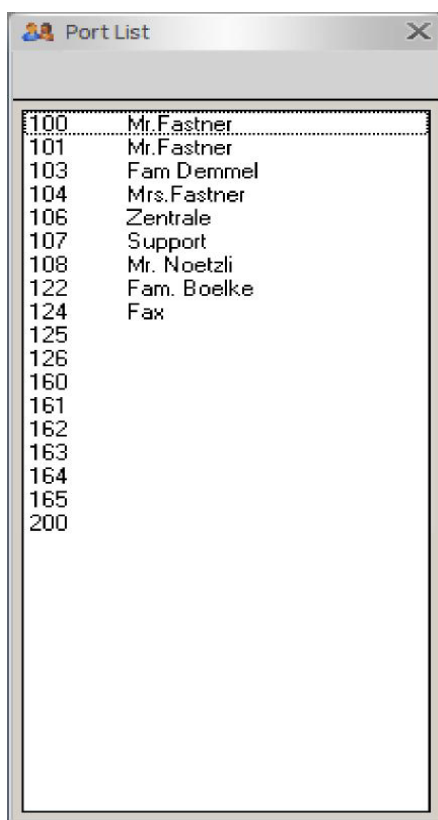 Port List
100 Mr.Fastner
101 Mr.Fastner
103 Fam Demmel
104 Mrs.Fastner
106 Zentrale
107 Support
108 Mr. Noetzli
122 Fam. Boelke
124 Fax
125
126
160
161
162
163
164
165
200